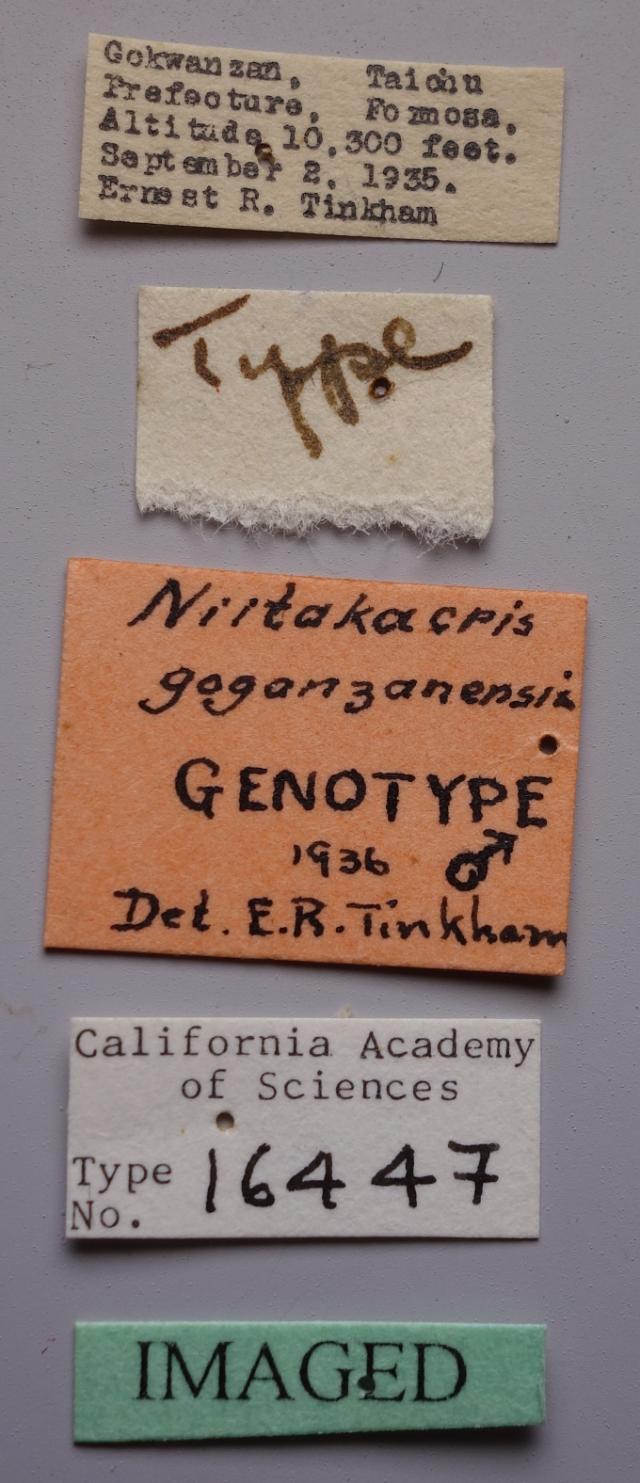 Gokwanzan, Taichu
Prefecture, Formosa.
Altitude 10,300 feet.
September 2, 1935.
Ernest R. Tinkham
Type
Niitakacris
goganzanensis
GENOTYPE
1936 ♂
Det. E.R. Tinkham
California Academy
of Sciences
Type
No. 16447
IMAGED